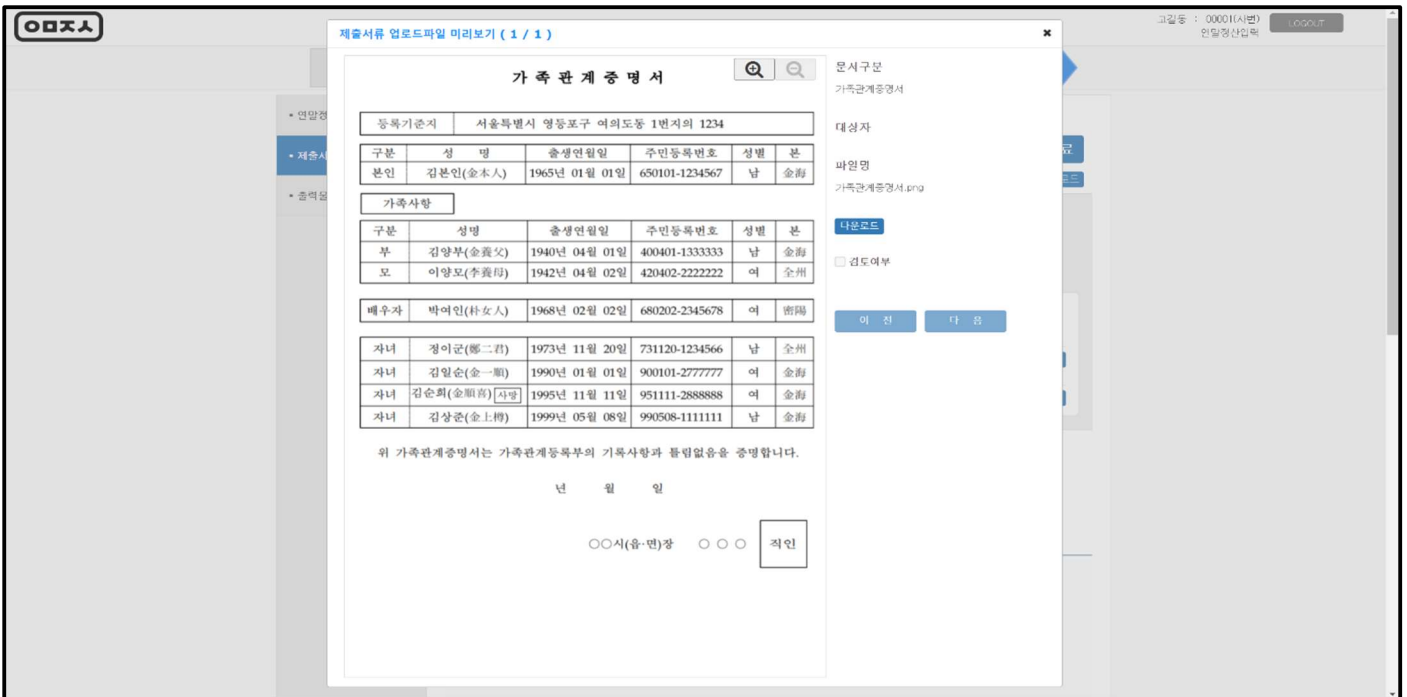 ㅇㅁㅈㅅ
고길동 : 00001(사번)
연말정산입력
LOGOUT
제출서류 업로드파일 미리보기 ( 1 / 1 )
연말정
제출서
출력물
료
로드
가 족 관 계 증 명 서
등록기준지 서울특별시 영등포구 여의도동 1번지의 1234
구분 성 명 출생연월일 주민등록번호 성별 본
본인 김본인(金本人) 1965년 01월 01일 650101-1234567 남 金海
가족사항
구분 성명 출생연월일 주민등록번호 성별 본
부 김양부(金養父) 1940년 04월 01일 400401-1333333 남 金海
모 이양모(李養母) 1942년 04월 02일 420402-2222222 여 全州
배우자 박여인(朴女人) 1968년 02월 02일 680202-2345678 여 密陽
자녀 정이군(鄭二君) 1973년 11월 20일 731120-1234566 남 全州
자녀 김일순(金一順) 1990년 01월 01일 900101-2777777 여 金海
자녀 김순희(金順喜) 사망 1995년 11월 11일 951111-2888888 여 金海
자녀 김상준(金上樽) 1999년 05월 08일 990508-1111111 남 金海
위 가족관계증명서는 가족관계등록부의 기록사항과 틀림없음을 증명합니다.
년 월 일
○○시(읍·면)장 ○ ○ ○ 직인
문서구분
가족관계증명서
대상자
파일명
가족관계증명서.png
다운로드
검토여부
이 전 다 음